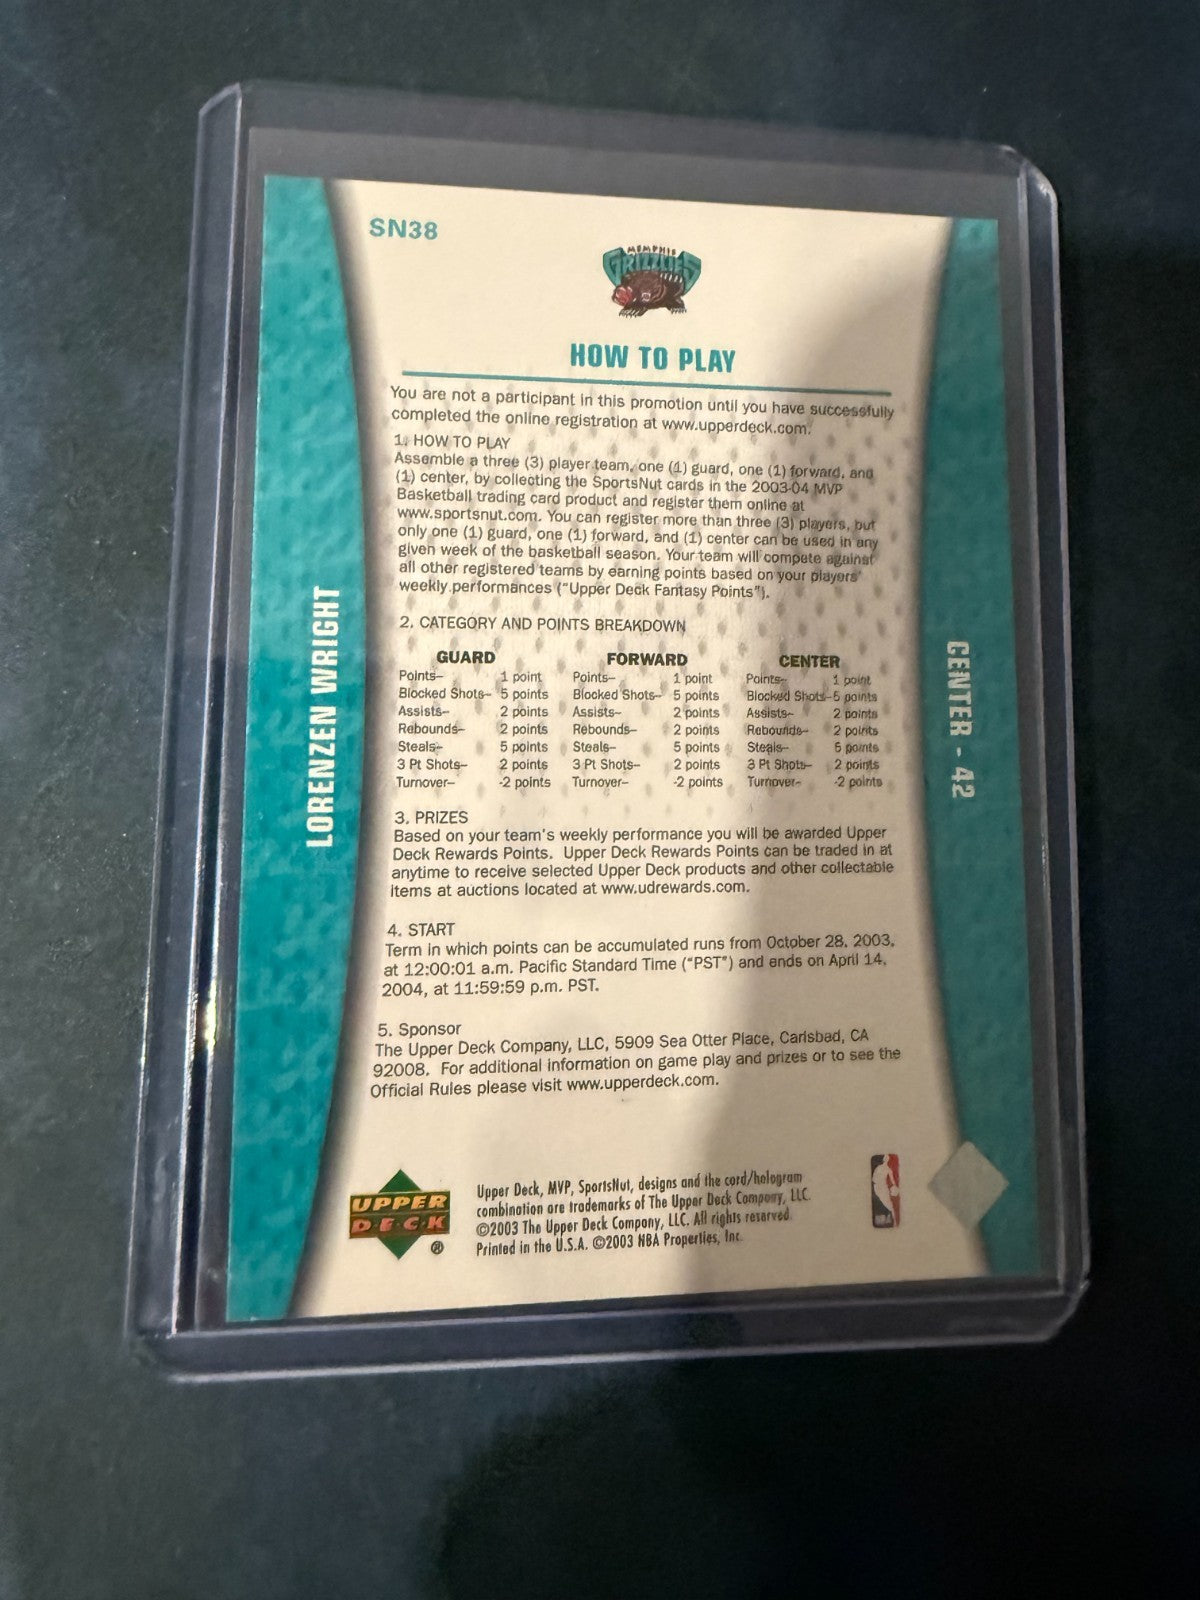 SN38
MEMPHIS
GRIZZLIES
HOW TO PLAY
You are not a participant in this promotion until you have successfully
completed the online registration at www.upperdeck.com.
1. HOW TO PLAY
Assemble a three (3) player team, one (1) guard, one (1) forward, and
(1) center, by collecting the SportsNut cards in the 2003-04 MVP
Basketball trading card product and register them online at
www.sportsnut.com. You can register more than three (3) players, but
only one (1) guard, one (1) forward, and (1) center can be used in any
given week of the basketball season. Your team will compete against
all other registered teams by earning points based on your players'
weekly performances ("Upper Deck Fantasy Points").
2. CATEGORY AND POINTS BREAKDOWN
GUARD FORWARD CENTER
Points– 1 point Points– 1 point Points– 1 point
Blocked Shots– 5 points Blocked Shots– 5 points Blocked Shots–5 points
Assists– 2 points Assists– 2 points Assists– 2 points
Rebounds– 2 points Rebounds– 2 points Rebounds– 2 points
Steals– 5 points Steals– 5 points Steals– 5 points
3 Pt Shots– 2 points 3 Pt Shots– 2 points 3 Pt Shots– 2 points
Turnover– -2 points Turnover– -2 points Turnover– -2 points
3. PRIZES
Based on your team's weekly performance you will be awarded Upper
Deck Rewards Points. Upper Deck Rewards Points can be traded in at
anytime to receive selected Upper Deck products and other collectable
items at auctions located at www.udrewards.com.
4. START
Term in which points can be accumulated runs from October 28, 2003,
at 12:00:01 a.m. Pacific Standard Time ("PST") and ends on April 14,
2004, at 11:59:59 p.m. PST.
5. Sponsor
The Upper Deck Company, LLC, 5909 Sea Otter Place, Carlsbad, CA
92008. For additional information on game play and prizes or to see the
Official Rules please visit www.upperdeck.com.
LORENZEN WRIGHT
CENTER - 42
UPPER
DECK
®
Upper Deck, MVP, SportsNut, designs and the card/hologram
combination are trademarks of The Upper Deck Company, LLC.
©2003 The Upper Deck Company, LLC. All rights reserved.
Printed in the U.S.A. ©2003 NBA Properties, Inc.
NBA